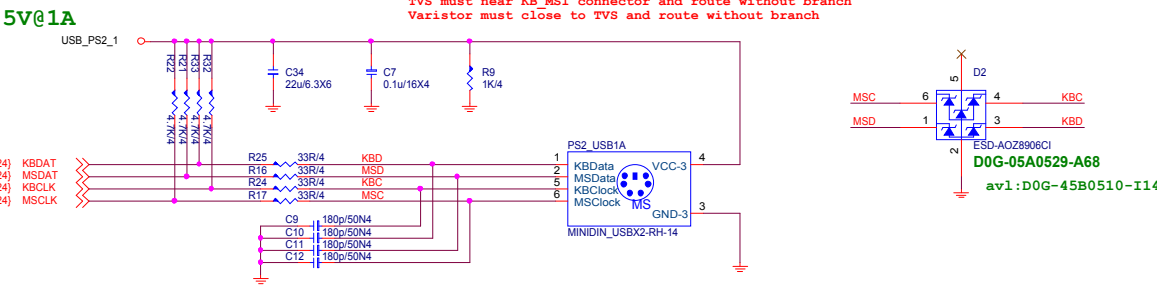 TVS must near KB_MS1 connector and route without branch
Varistor must close to TVS and route without branch
5V@1A
USB_PS2_1
R22
R21
R33
R32
4.7K/4
4.7K/4
4.7K/4
4.7K/4
C34
22u/6.3X6
C7
0.1u/16X4
R9
1K/4
24} KBDAT
24} MSDAT
24} KBCLK
24} MSCLK
R25 33R/4 KBD
R16 33R/4 MSD
R24 33R/4 KBC
R17 33R/4 MSC
C9 180p/50N4
C10 180p/50N4
C11 180p/50N4
C12 180p/50N4
PS2_USB1A
1 KBData VCC-3 4
2 MSData
5 KBClock
6 MSClock MS
GND-3 3
MINIDIN_USBX2-RH-14
D2
5
MSC 6 4 KBC
MSD 1 3 KBD
2
ESD-AOZ8906CI
D0G-05A0529-A68
avl:D0G-45B0510-I14